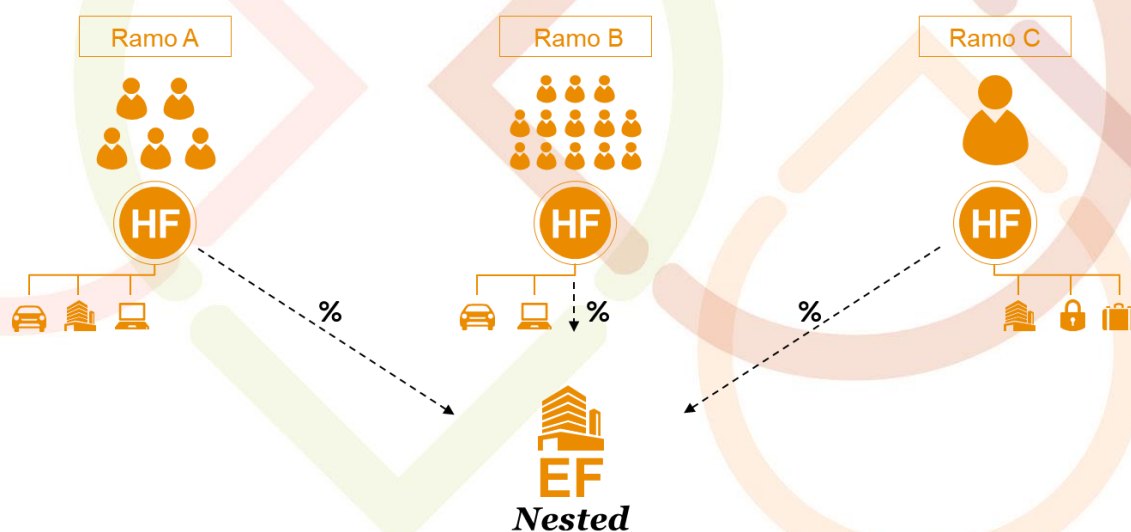 Ramo A
Ramo B
Ramo C
HF
HF
HF
%
%
%
EF
Nested